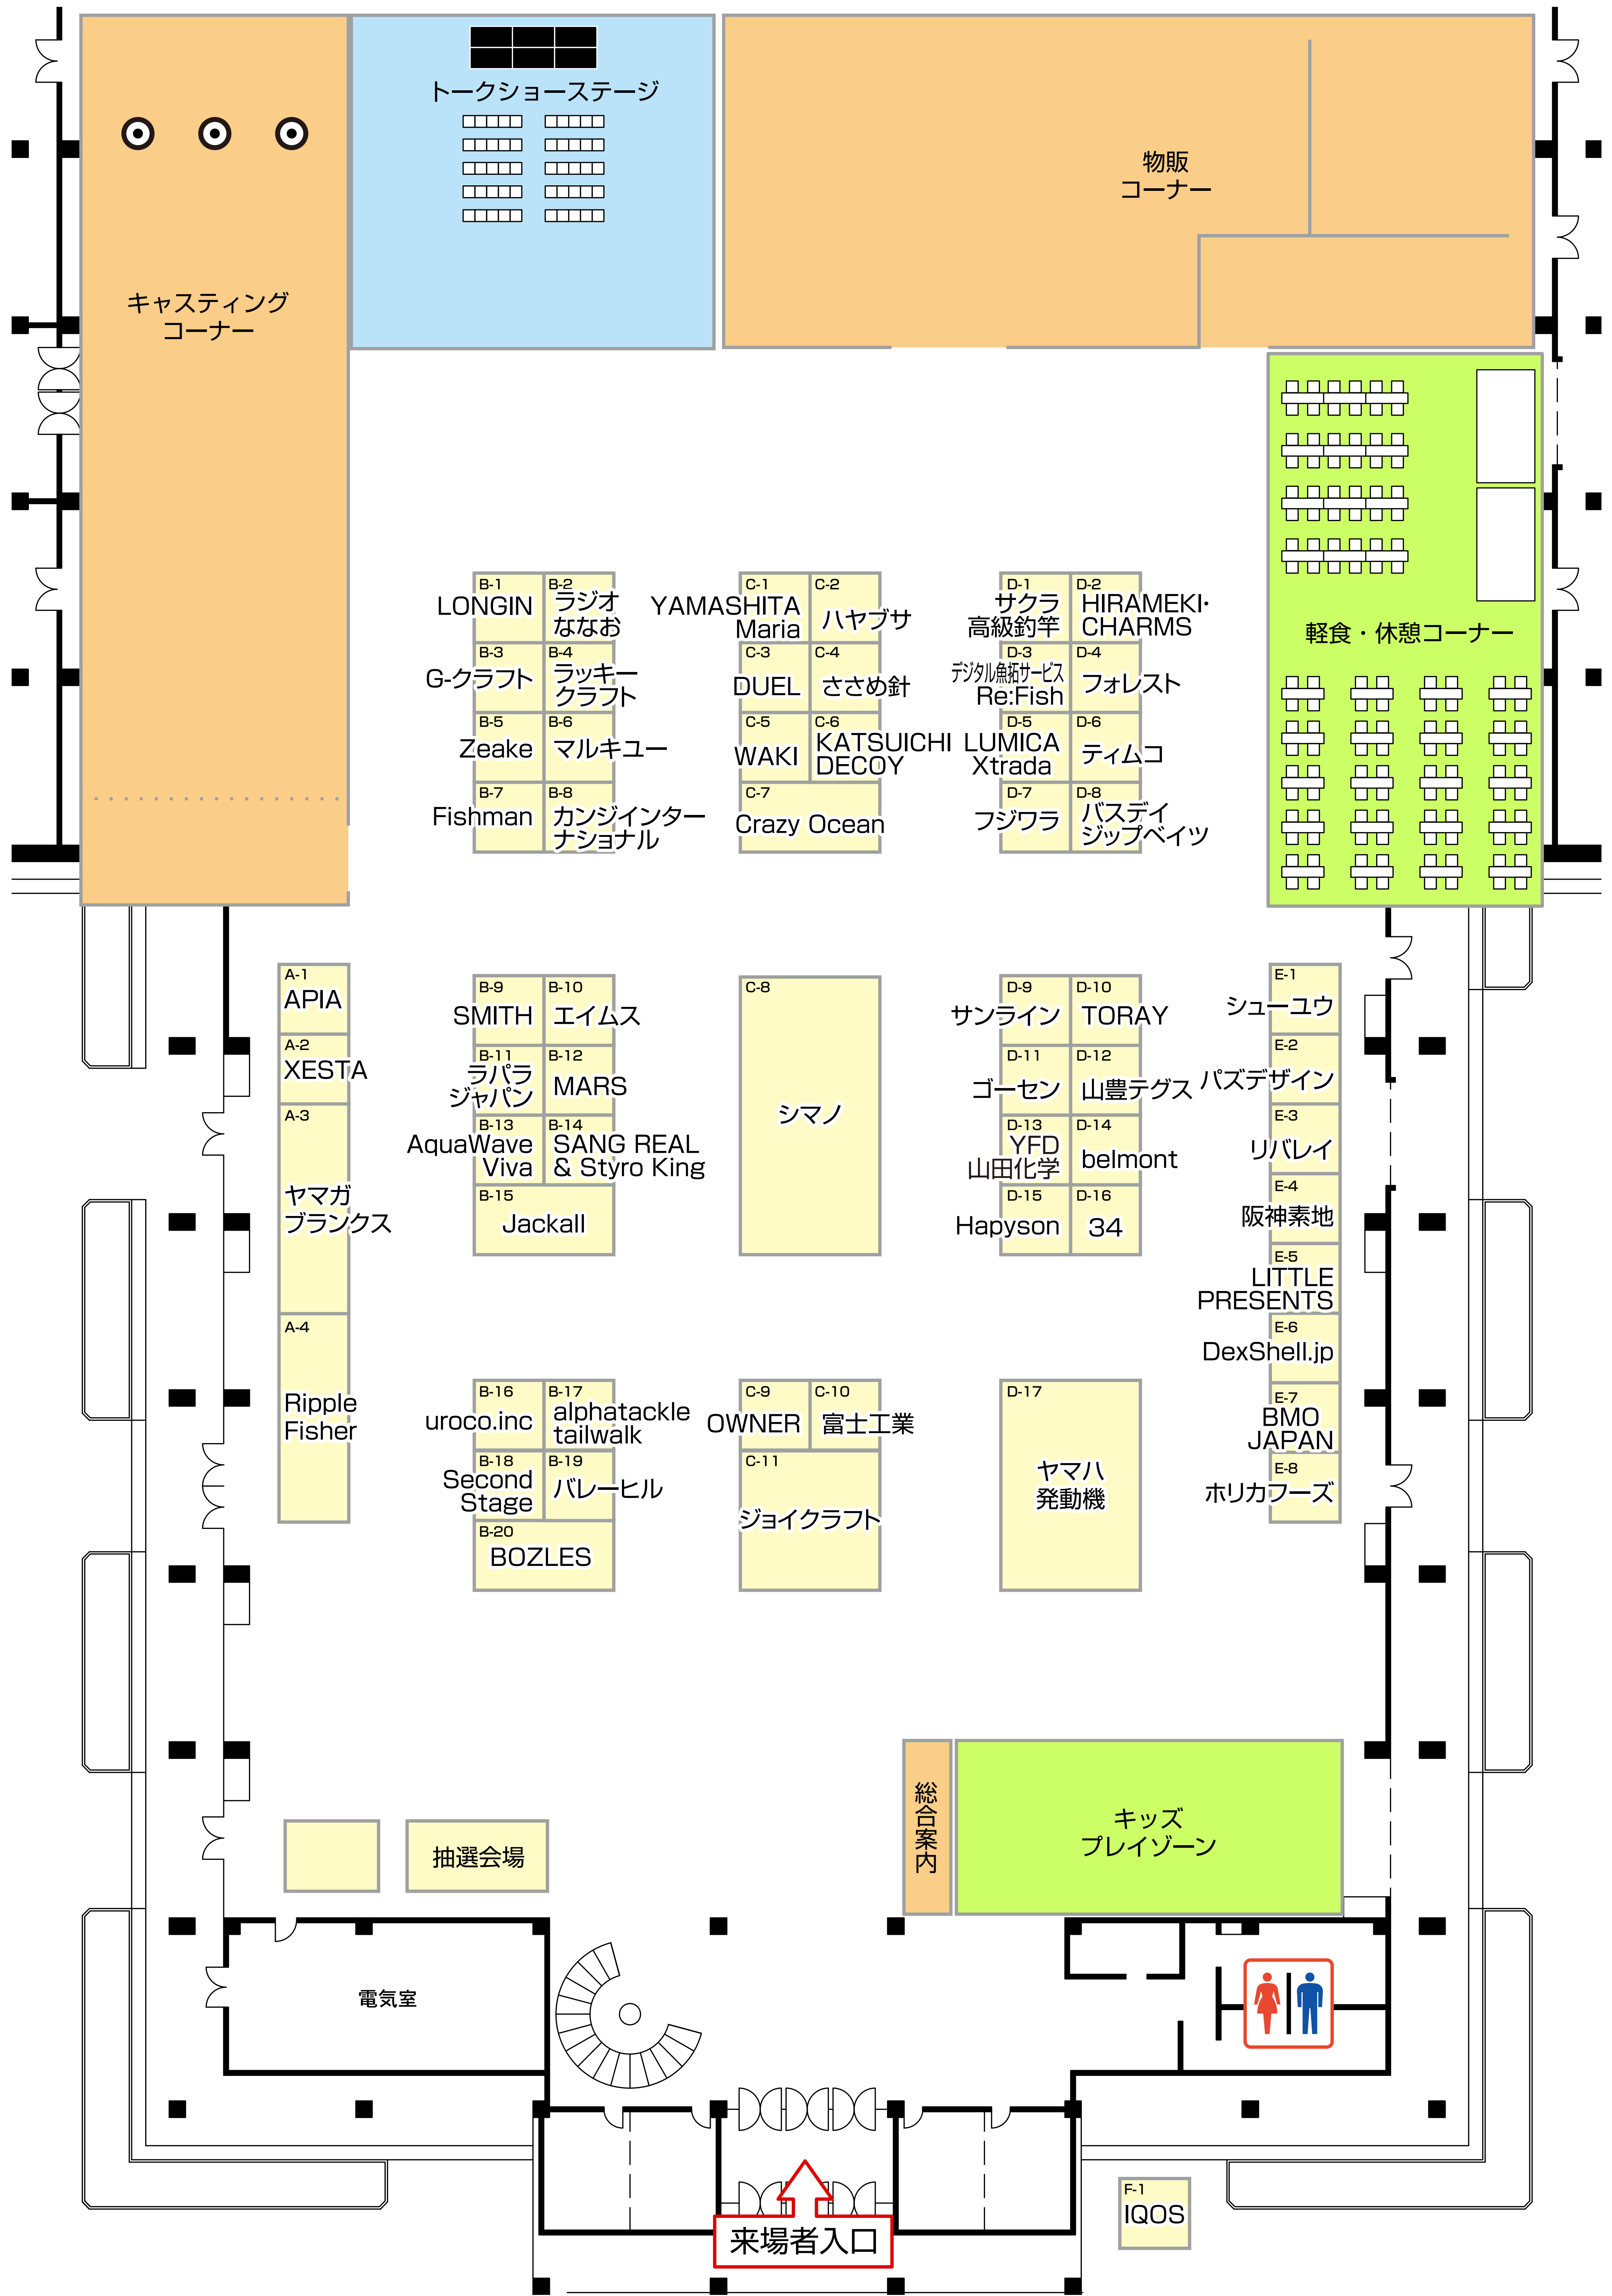 トークショーステージ
物販
コーナー
キャスティング
コーナー
軽食・休憩コーナー
B-1
LONGIN
B-2
ラジオ
ななお
B-3
G-クラフト
B-4
ラッキー
クラフト
B-5
Zeake
B-6
マルキユー
B-7
Fishman
B-8
カンジインター
ナショナル
C-1
YAMASHITA
Maria
C-2
ハヤブサ
C-3
DUEL
C-4
ささめ針
C-5
WAKI
C-6
KATSUICHI
DECOY
C-7
Crazy Ocean
D-1
サクラ
高級釣竿
D-2
HIRAMEKI・
CHARMS
D-3
デジタル魚拓サービス
Re:Fish
D-4
フォレスト
D-5
LUMICA
Xtrada
D-6
ティムコ
D-7
フジワラ
D-8
バスデイ
ジップベイツ
A-1
APIA
A-2
XESTA
A-3
ヤマガ
ブランクス
A-4
Ripple
Fisher
B-9
SMITH
B-10
エイムス
B-11
ラパラ
ジャパン
B-12
MARS
B-13
AquaWave
Viva
B-14
SANG REAL
& Styro King
B-15
Jackall
C-8
シマノ
D-9
サンライン
D-10
TORAY
D-11
ゴーセン
D-12
山豊テグス
D-13
YFD
山田化学
D-14
belmont
D-15
Hapyson
D-16
34
E-1
シューユウ
E-2
パズデザイン
E-3
リバレイ
E-4
阪神素地
E-5
LITTLE
PRESENTS
E-6
DexShell.jp
E-7
BMO
JAPAN
E-8
ホリカフーズ
B-16
uroco.inc
B-17
alphatackle
tailwalk
B-18
Second
Stage
B-19
バレーヒル
B-20
BOZLES
C-9
OWNER
C-10
富士工業
C-11
ジョイクラフト
D-17
ヤマハ
発動機
抽選会場
総合案内
キッズ
プレイゾーン
電気室
来場者入口
F-1
IQOS